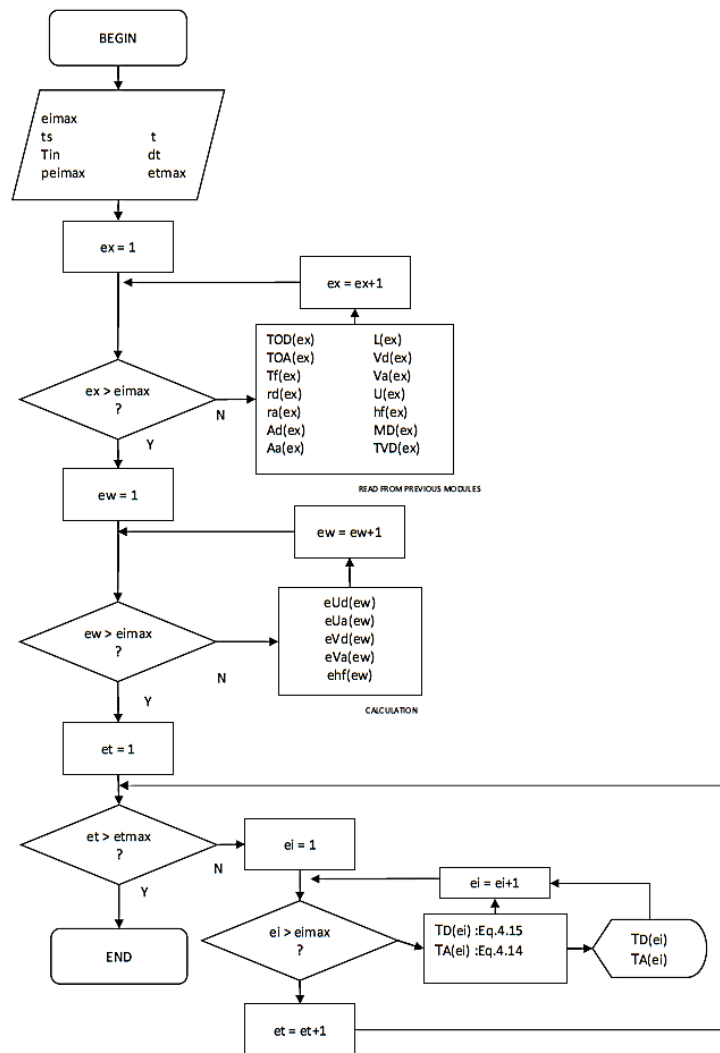 BEGIN
eimax
ts t
Tin dt
peimax etmax
ex = 1
ex = ex+1
TOD(ex) L(ex)
TOA(ex) Vd(ex)
Tf(ex) Va(ex)
rd(ex) U(ex)
ra(ex) hf(ex)
Ad(ex) MD(ex)
Aa(ex) TVD(ex)
ex > eimax
?
N
Y
READ FROM PREVIOUS MODULES
ew = 1
ew = ew+1
eUd(ew)
eUa(ew)
eVd(ew)
eVa(ew)
ehf(ew)
ew > eimax
?
N
Y
CALCULATION
et = 1
et > etmax
?
N
Y
ei = 1
ei = ei+1
ei > eimax
?
TD(ei) :Eq.4.15
TA(ei) :Eq.4.14
TD(ei)
TA(ei)
END
et = et+1